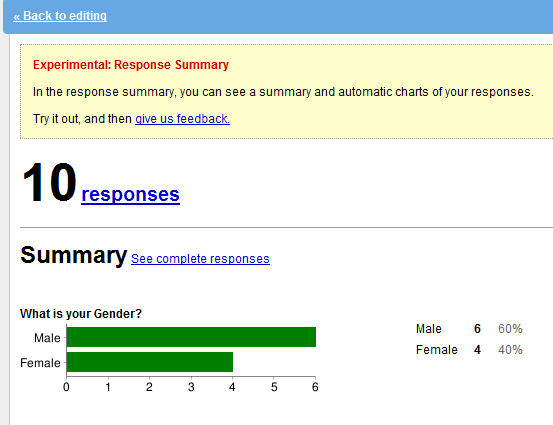 « Back to editing
Experimental: Response Summary
In the response summary, you can see a summary and automatic charts of your responses.
Try it out, and then give us feedback.
10 responses
Summary See complete responses
What is your Gender?
Male
Female
0 1 2 3 4 5 6
Male 6 60%
Female 4 40%